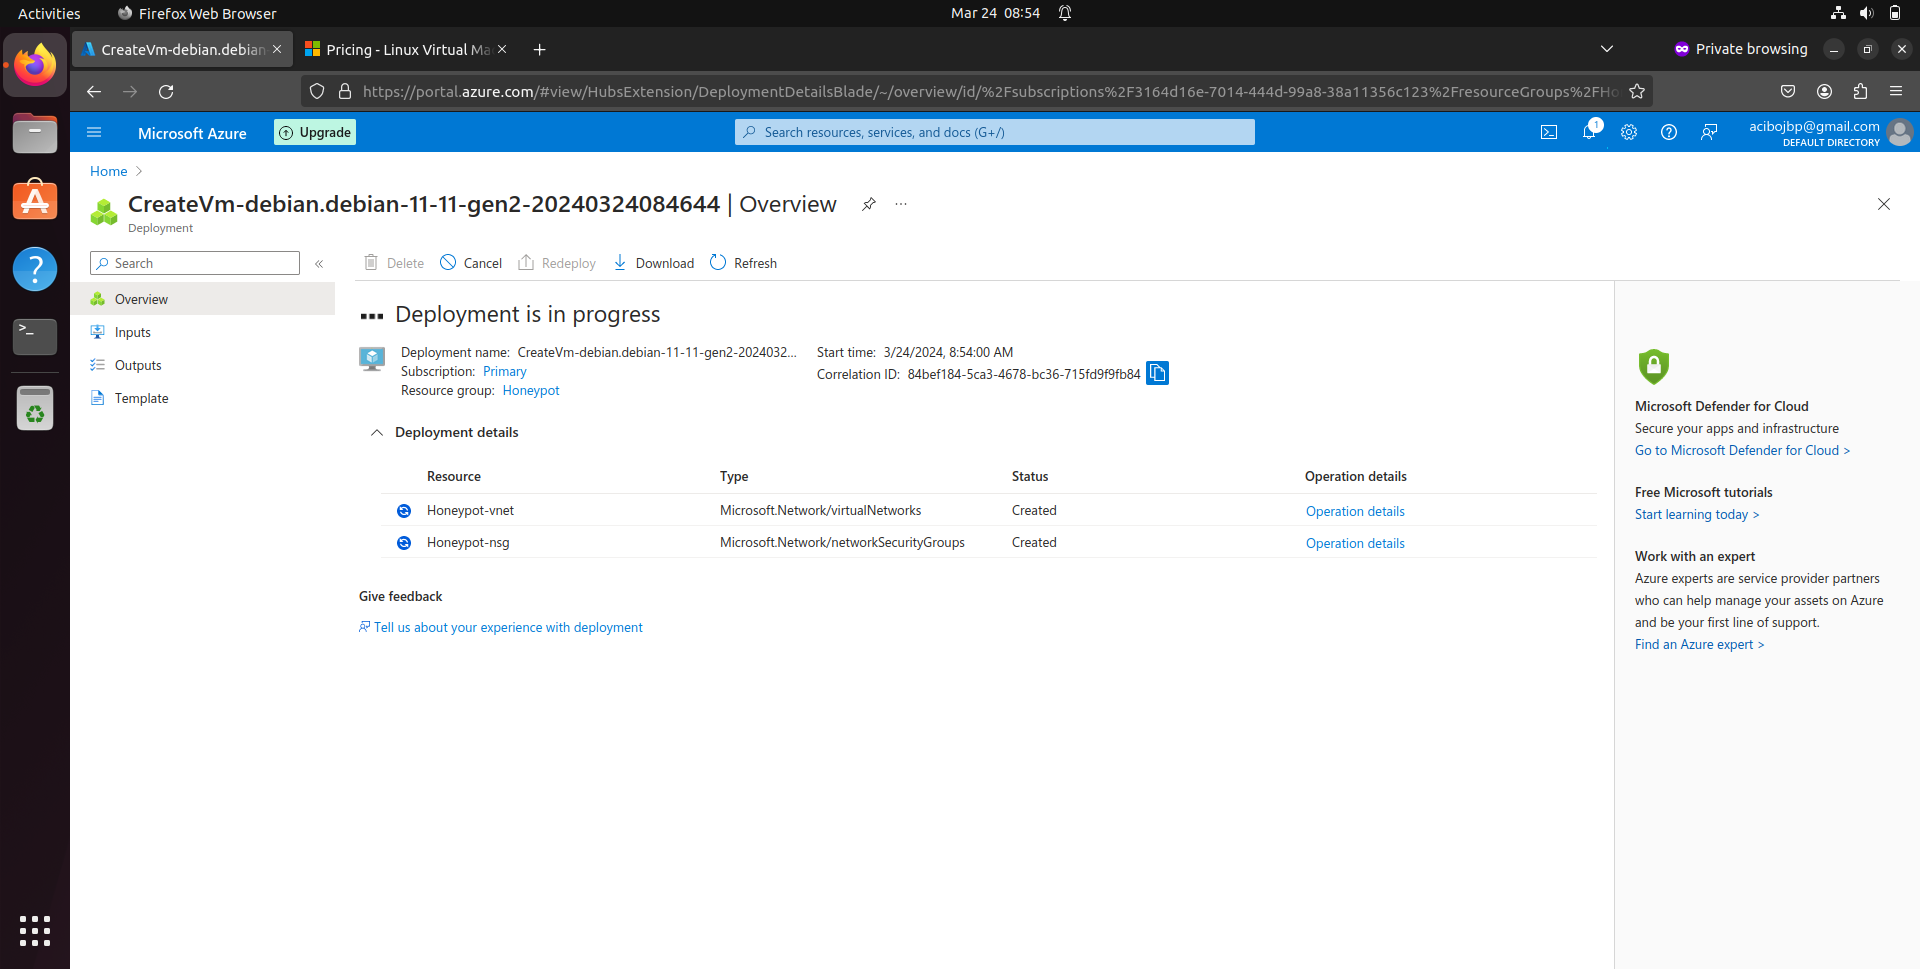 Activities
Firefox Web Browser
Mar 24 08:54
CreateVm-debian.debian
Pricing - Linux Virtual Ma
Private browsing
https://portal.azure.com/#view/HubsExtension/DeploymentDetailsBlade/~/overview/id/%2Fsubscriptions%2F3164d16e-7014-444d-99a8-38a11356c123%2FresourceGroups%2FHo
Microsoft Azure
Upgrade
Search resources, services, and docs (G+/)
1
acibojbp@gmail.com
DEFAULT DIRECTORY
Home
CreateVm-debian.debian-11-11-gen2-20240324084644 | Overview
Deployment
Search
Delete
Cancel
Redeploy
Download
Refresh
Overview
Inputs
Outputs
Template
Deployment is in progress
Deployment name: CreateVm-debian.debian-11-11-gen2-2024032...
Subscription: Primary
Resource group: Honeypot
Start time: 3/24/2024, 8:54:00 AM
Correlation ID: 84bef184-5ca3-4678-bc36-715fd9f9fb84
Deployment details
Resource Type Status Operation details
Honeypot-vnet Microsoft.Network/virtualNetworks Created Operation details
Honeypot-nsg Microsoft.Network/networkSecurityGroups Created Operation details
Give feedback
Tell us about your experience with deployment
Microsoft Defender for Cloud
Secure your apps and infrastructure
Go to Microsoft Defender for Cloud >
Free Microsoft tutorials
Start learning today >
Work with an expert
Azure experts are service provider partners
who can help manage your assets on Azure
and be your first line of support.
Find an Azure expert >